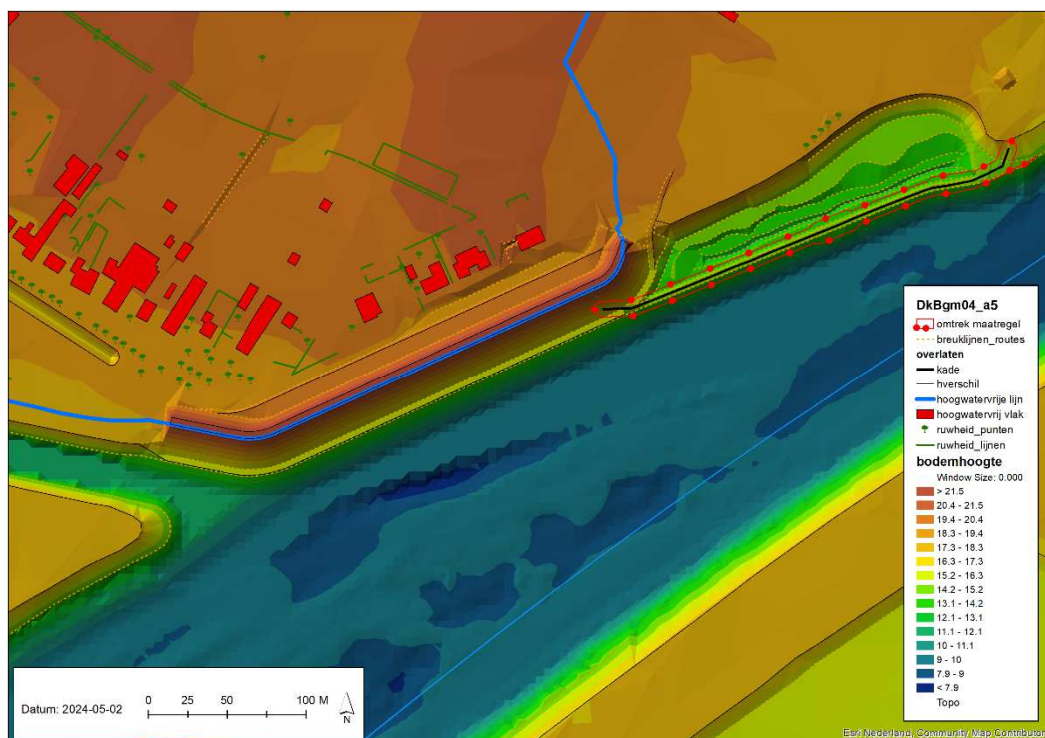 DkBgm04_a5
omtrek maatregel
breuklijnen_routes
overlaten
kade
hverschil
hoogwatervrije lijn
hoogwatervrij vlak
ruwheid_punten
ruwheid_lijnen
bodemhoogte
Window Size: 0.000
> 21.5
20.4 - 21.5
19.4 - 20.4
18.3 - 19.4
17.3 - 18.3
16.3 - 17.3
15.2 - 16.3
14.2 - 15.2
13.1 - 14.2
12.1 - 13.1
11.1 - 12.1
10 - 11.1
9 - 10
7.9 - 9
< 7.9
Topo
Datum: 2024-05-02
0 25 50 100 M
N
Esri Nederland, Community Map Contributor